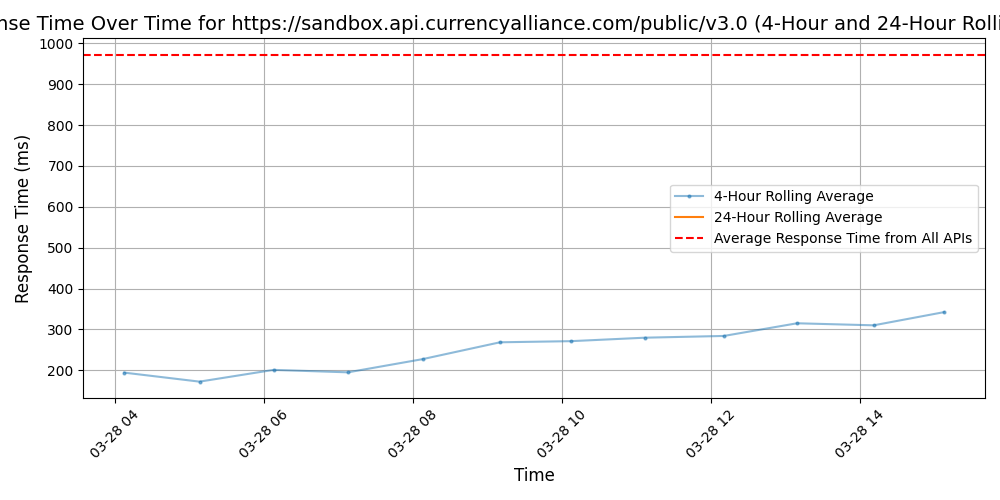 nse Time Over Time for https://sandbox.api.currencyalliance.com/public/v3.0 (4-Hour and 24-Hour Rolli
1000
900
800
700
600
500
400
300
200
Response Time (ms)
4-Hour Rolling Average
24-Hour Rolling Average
Average Response Time from All APIs
03-28 04
03-28 06
03-28 08
03-28 10
03-28 12
03-28 14
Time